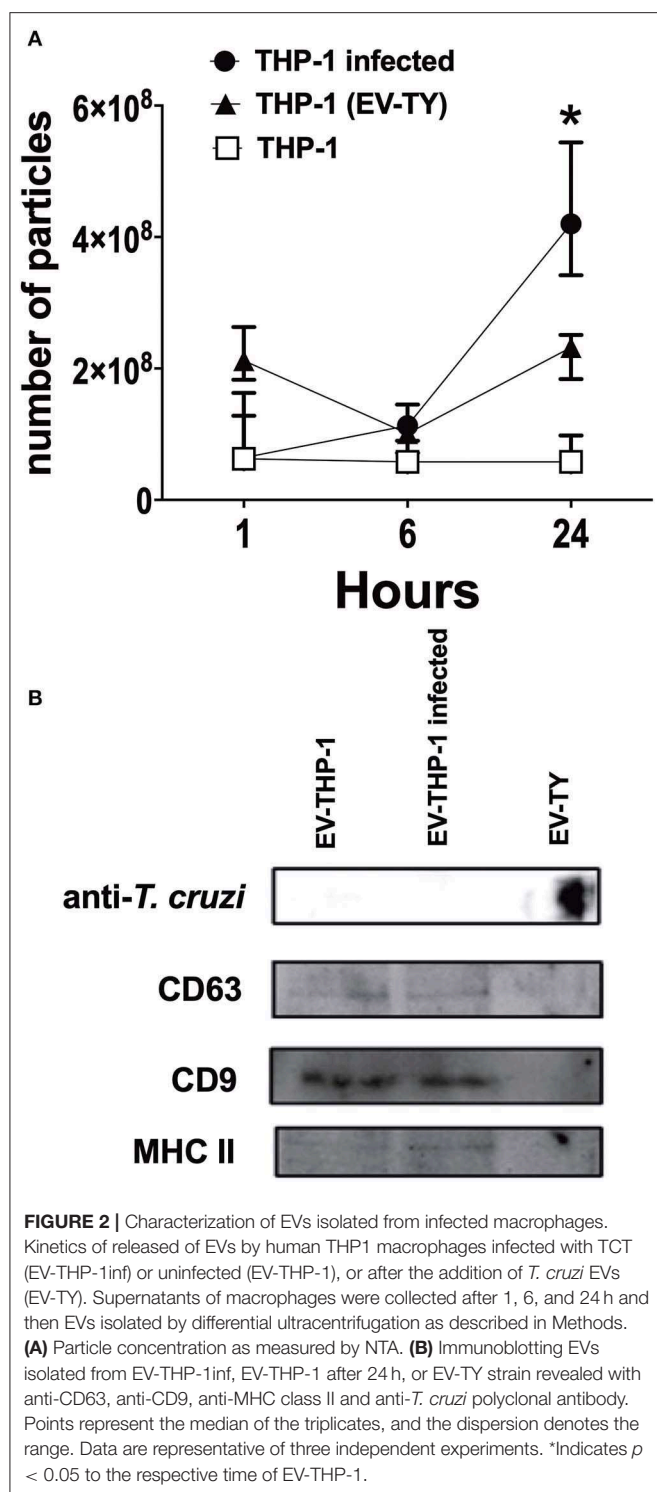 A
THP-1 infected
THP-1 (EV-TY)
THP-1
*
6×10⁸
4×10⁸
2×10⁸
0
number of particles
1 6 24
Hours
B
EV-THP-1
EV-THP-1 infected
EV-TY
anti-T. cruzi
CD63
CD9
MHC II
FIGURE 2 | Characterization of EVs isolated from infected macrophages.
Kinetics of released of EVs by human THP1 macrophages infected with TCT
(EV-THP-1inf) or uninfected (EV-THP-1), or after the addition of T. cruzi EVs
(EV-TY). Supernatants of macrophages were collected after 1, 6, and 24 h and
then EVs isolated by differential ultracentrifugation as described in Methods.
(A) Particle concentration as measured by NTA. (B) Immunoblotting EVs
isolated from EV-THP-1inf, EV-THP-1 after 24 h, or EV-TY strain revealed with
anti-CD63, anti-CD9, anti-MHC class II and anti-T. cruzi polyclonal antibody.
Points represent the median of the triplicates, and the dispersion denotes the
range. Data are representative of three independent experiments. *Indicates p
< 0.05 to the respective time of EV-THP-1.